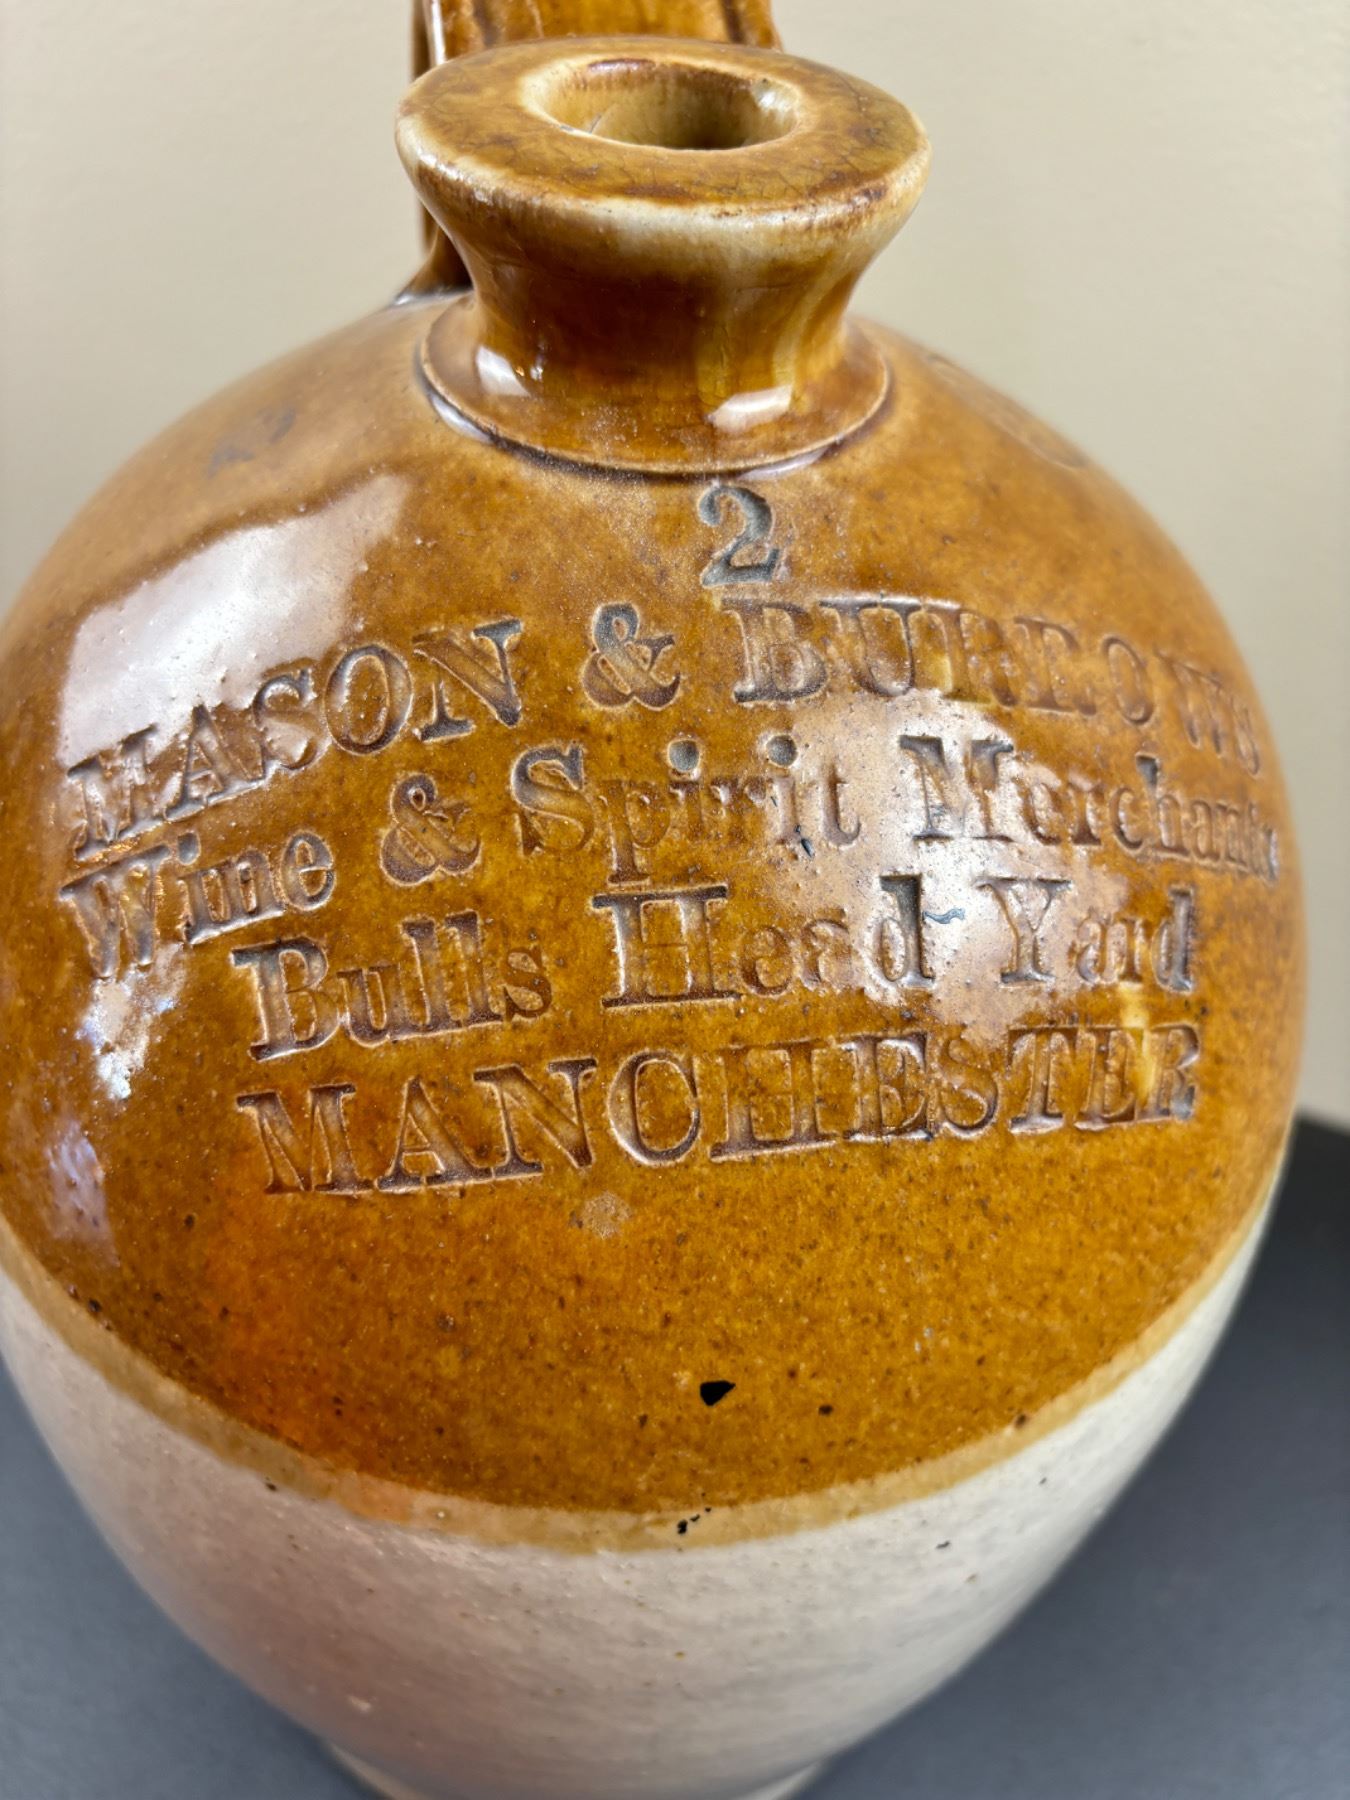 2
MASON & BURROWS
Wine & Spirit Merchants
Bulls Head Yard
MANCHESTER